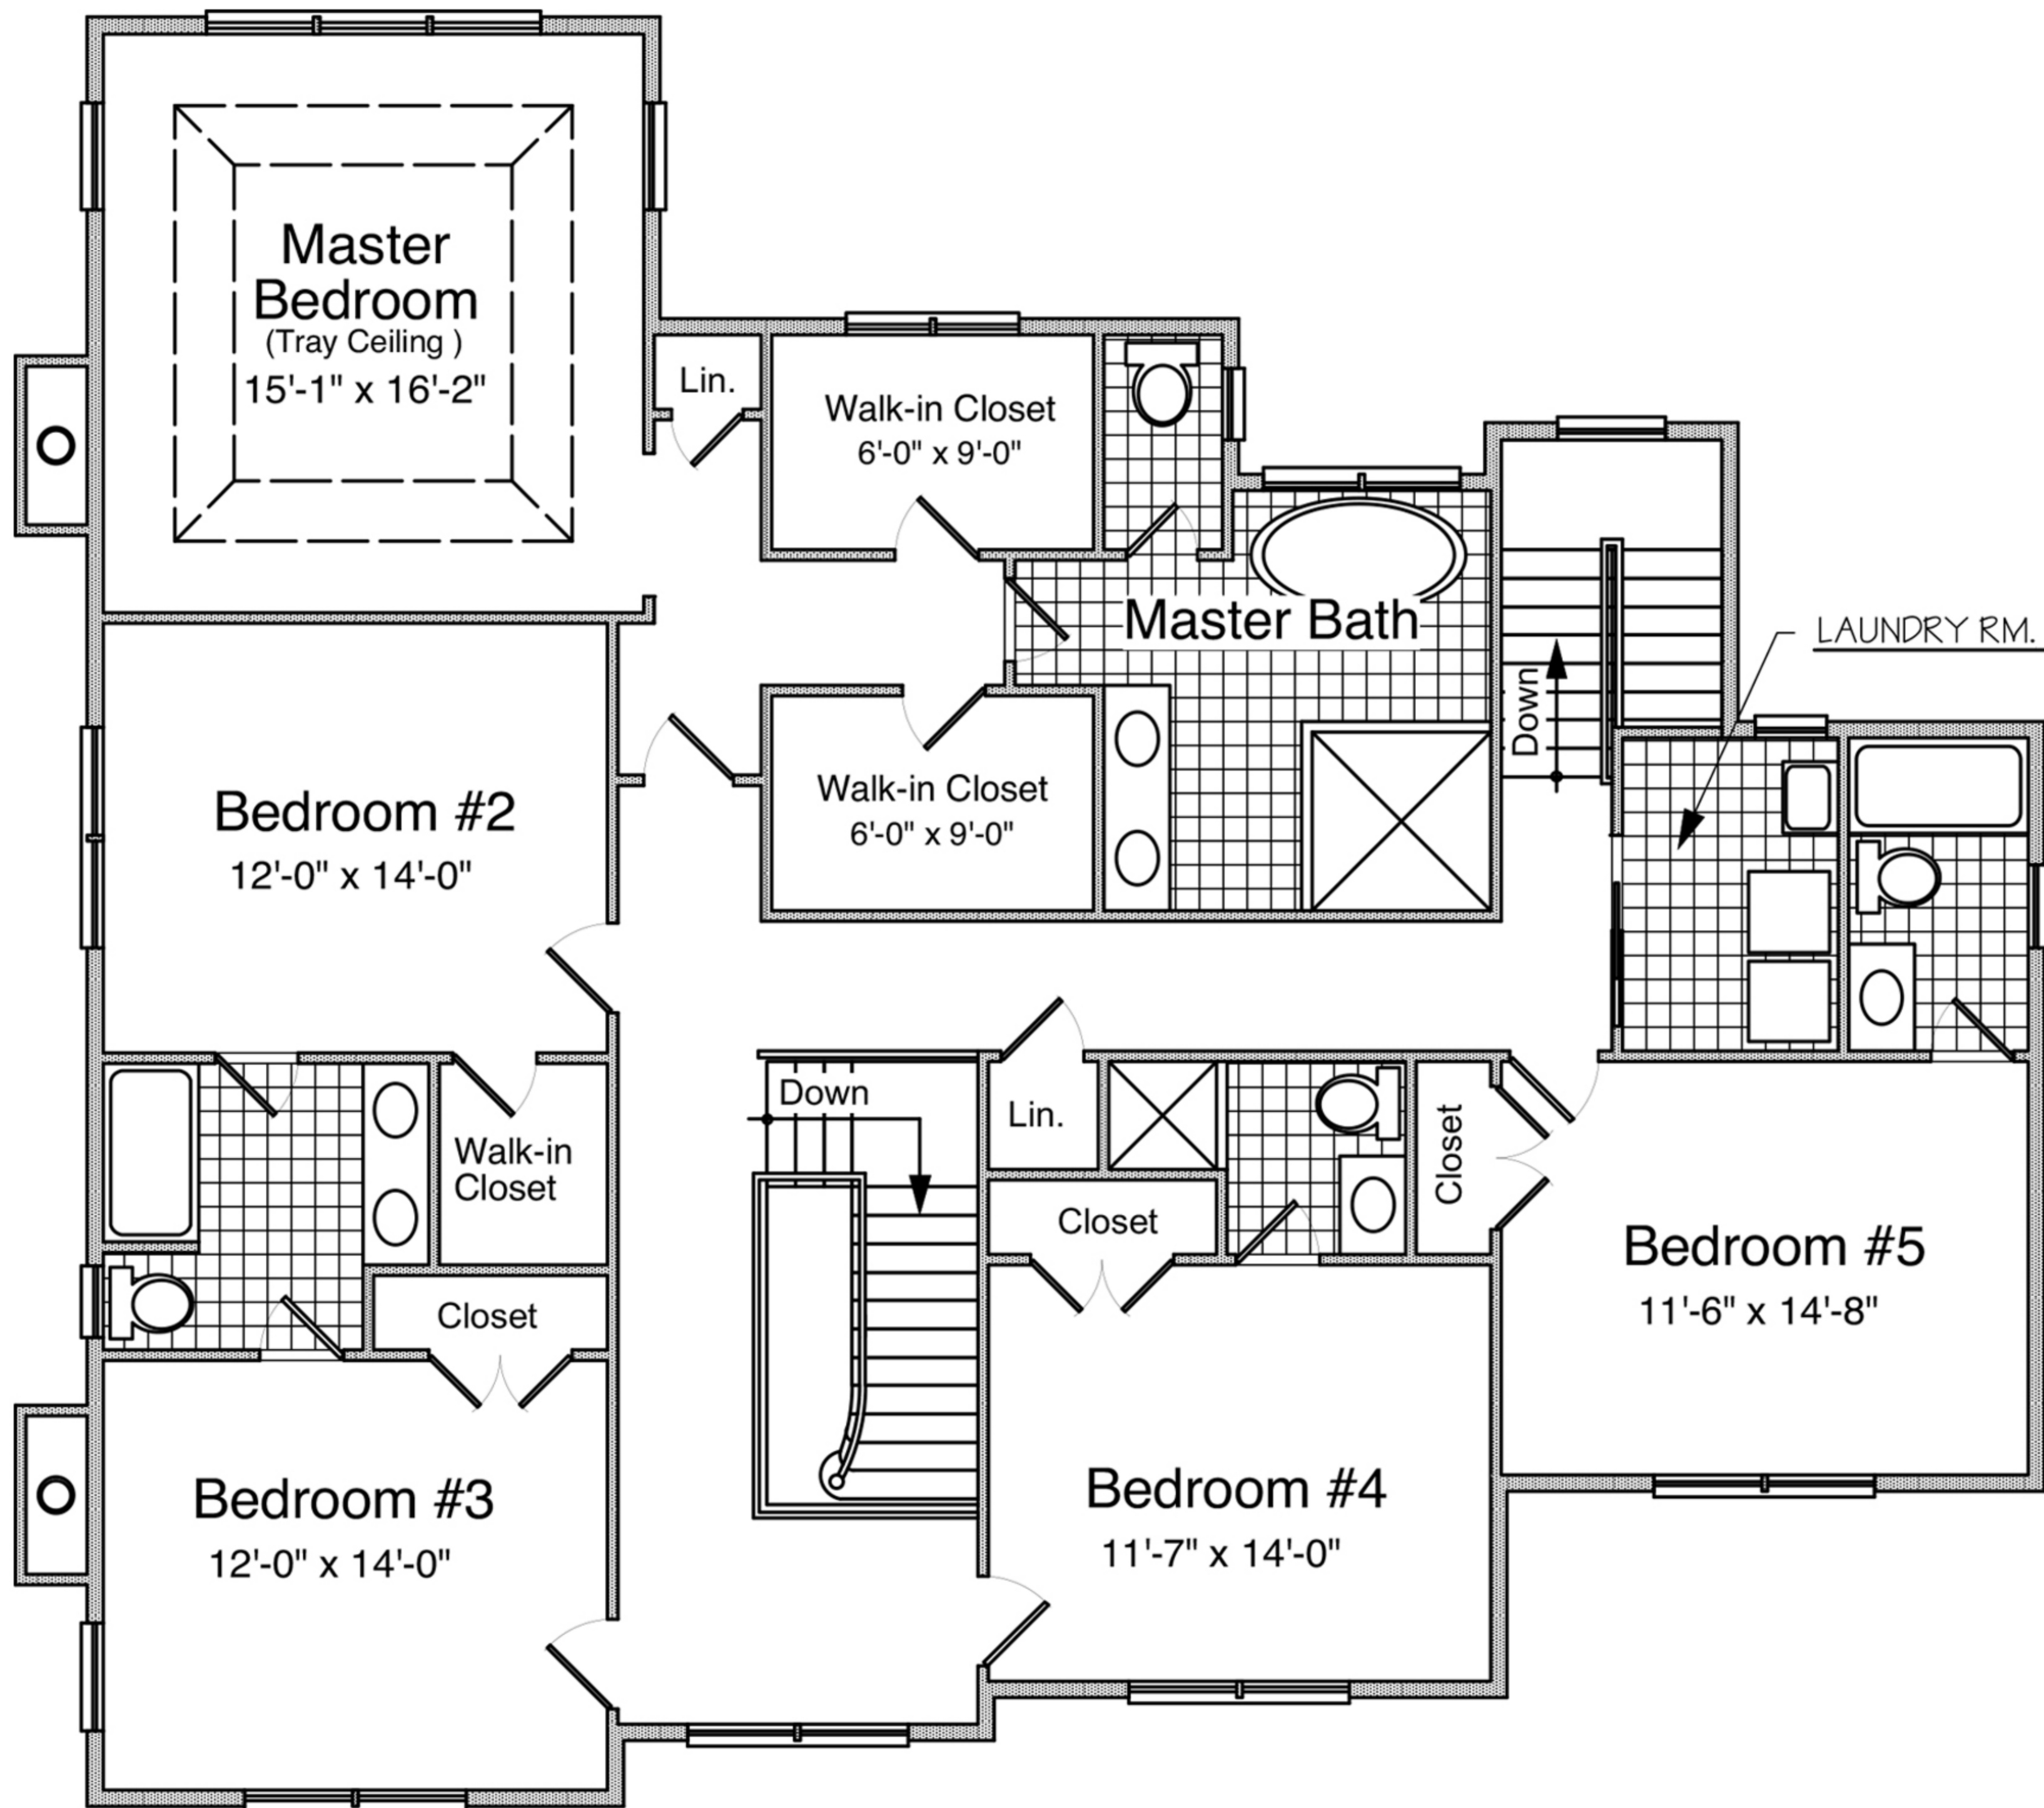 Master
Bedroom
(Tray Ceiling )
15'-1" x 16'-2"
Lin.
Walk-in Closet
6'-0" x 9'-0"
Master Bath
LAUNDRY RM.
Down
Bedroom #2
12'-0" x 14'-0"
Walk-in Closet
6'-0" x 9'-0"
Down
Lin.
Closet
Walk-in
Closet
Closet
Closet
Bedroom #5
11'-6" x 14'-8"
Bedroom #3
12'-0" x 14'-0"
Bedroom #4
11'-7" x 14'-0"